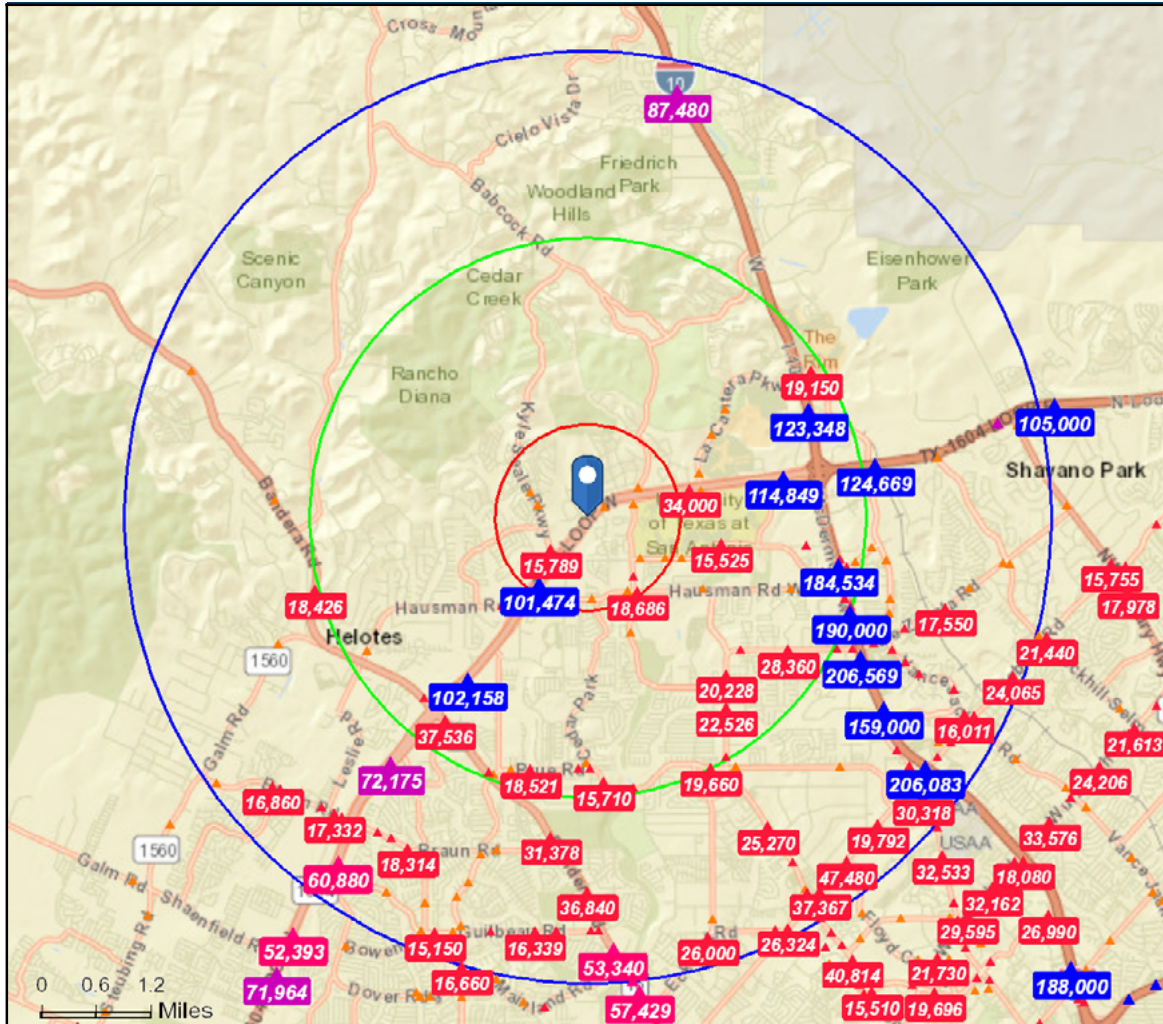 Cross Mou
10
87,480
Cielo Vista Dr
Friedrich
Park
Woodland
Hills
Babcock Rd
W
Scenic
Canyon
Cedar
Creek
Eisenhower
Park
The
Rim
I 10
Rancho
Diana
La Cantera Pkwy
19,150
Kyle Seale Pkwy
123,348
N Loo
105,000
TX-1604 LOOP
Shavano Park
124,669
114,849
34,000
of Texas at
San Antonio
LOOP N
Bandera Rd
15,525
15,789
184,534
15,755
17,978
101,474
18,686
Hausman Rd W
Hausman R
18,426
Helotes
190,000
17,550
21,440
28,360
206,569
1560
24,065
20,228
102,158
22,526
159,000
16,011
37,536
21,613
Galm Rd
Leslie Rd
Cedar Park
72,175
Prue Rd
18,521
15,710
19,660
206,083
24,206
16,860
17,332
30,318
USAA
25,270
19,792
33,576
1560
18,314
Braun Rd
31,378
32,533
18,080
60,880
47,480
Galm Rd
Shaenfield Rd
36,840
37,367
32,162
29,595
26,990
Steubing Rd
52,393
15,150
Guilbeau Rd
16,339
26,000
Rd
26,324
53,340
16,660
40,814
21,730
71,964
188,000
Dover R
57,429
15,510
19,696
0 0.6 1.2
Miles